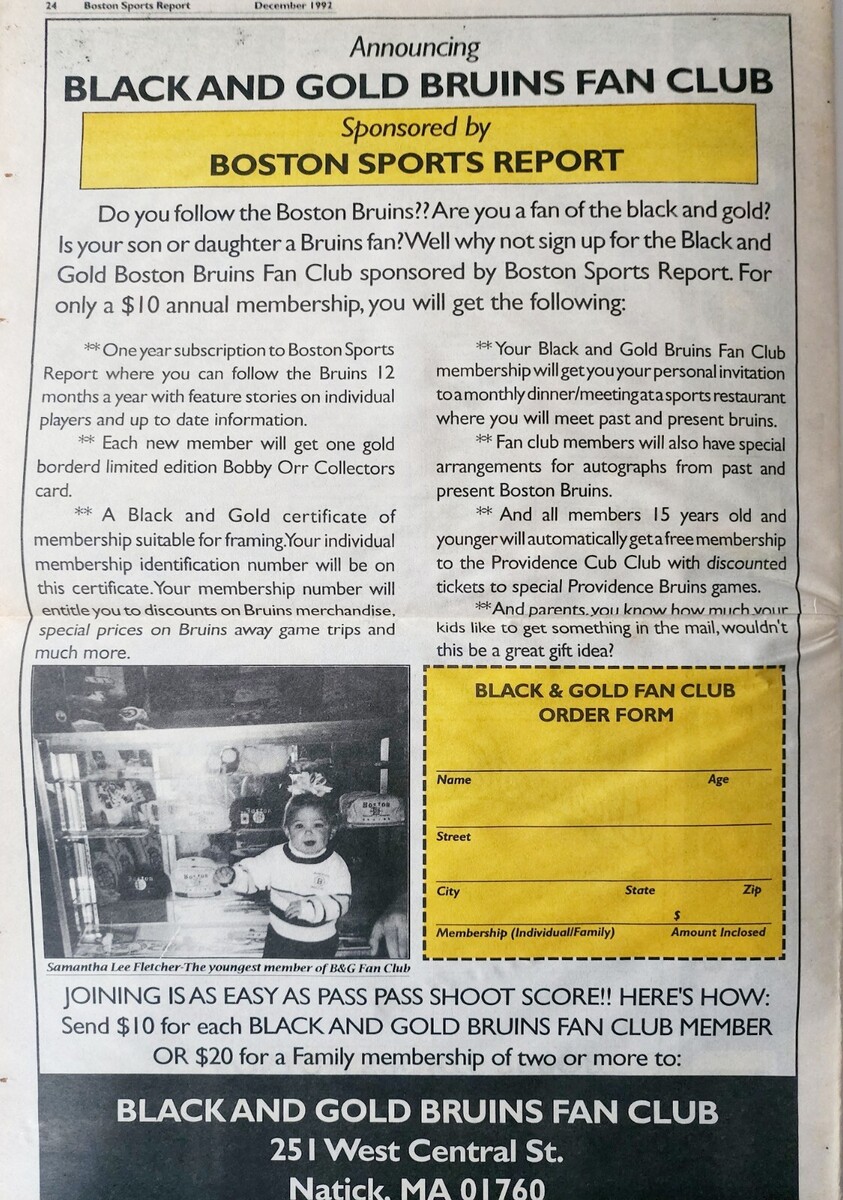 24 Boston Sports Report December 1992
Announcing
BLACK AND GOLD BRUINS FAN CLUB
Sponsored by
BOSTON SPORTS REPORT
Do you follow the Boston Bruins?? Are you a fan of the black and gold?
Is your son or daughter a Bruins fan? Well why not sign up for the Black and
Gold Boston Bruins Fan Club sponsored by Boston Sports Report. For
only a $10 annual membership, you will get the following:
** One year subscription to Boston Sports
Report where you can follow the Bruins 12
months a year with feature stories on individual
players and up to date information.
** Each new member will get one gold
borderd limited edition Bobby Orr Collectors
card.
** A Black and Gold certificate of
membership suitable for framing. Your individual
membership identification number will be on
this certificate. Your membership number will
entitle you to discounts on Bruins merchandise,
special prices on Bruins away game trips and
much more.
** Your Black and Gold Bruins Fan Club
membership will get you your personal invitation
to a monthly dinner/meeting at a sports restaurant
where you will meet past and present bruins.
** Fan club members will also have special
arrangements for autographs from past and
present Boston Bruins.
** And all members 15 years old and
younger will automatically get a free membership
to the Providence Cub Club with discounted
tickets to special Providence Bruins games.
** And parents, you know how much your
kids like to get something in the mail, wouldn't
this be a great gift idea?
Boston
Boston
Boston
Boston
Samantha Lee Fletcher-The youngest member of B&G Fan Club
BLACK & GOLD FAN CLUB
ORDER FORM
Name Age
Street
City State Zip
$
Membership (Individual/Family) Amount Inclosed
JOINING IS AS EASY AS PASS PASS SHOOT SCORE!! HERE'S HOW:
Send $10 for each BLACK AND GOLD BRUINS FAN CLUB MEMBER
OR $20 for a Family membership of two or more to:
BLACK AND GOLD BRUINS FAN CLUB
251 West Central St.
Natick, MA 01760